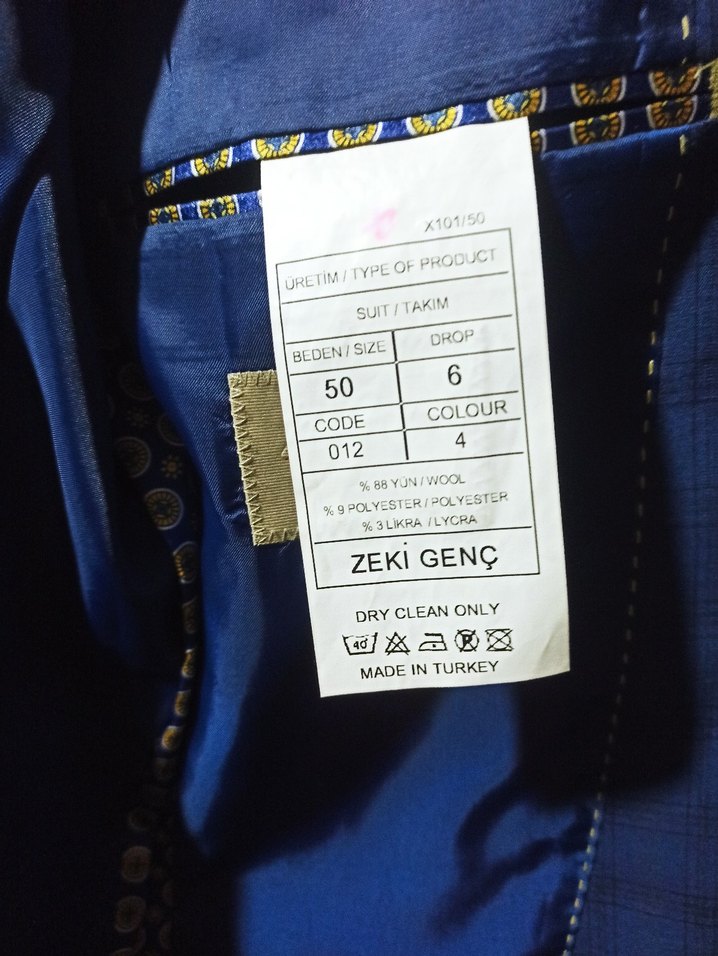 X101/50
ÜRETİM / TYPE OF PRODUCT
SUIT / TAKIM
BEDEN / SIZE DROP
50 6
CODE COLOUR
012 4
% 88 YÜN / WOOL
% 9 POLYESTER / POLYESTER
% 3 LİKRA / LYCRA
ZEKİ GENÇ
DRY CLEAN ONLY
40° P
MADE IN TURKEY